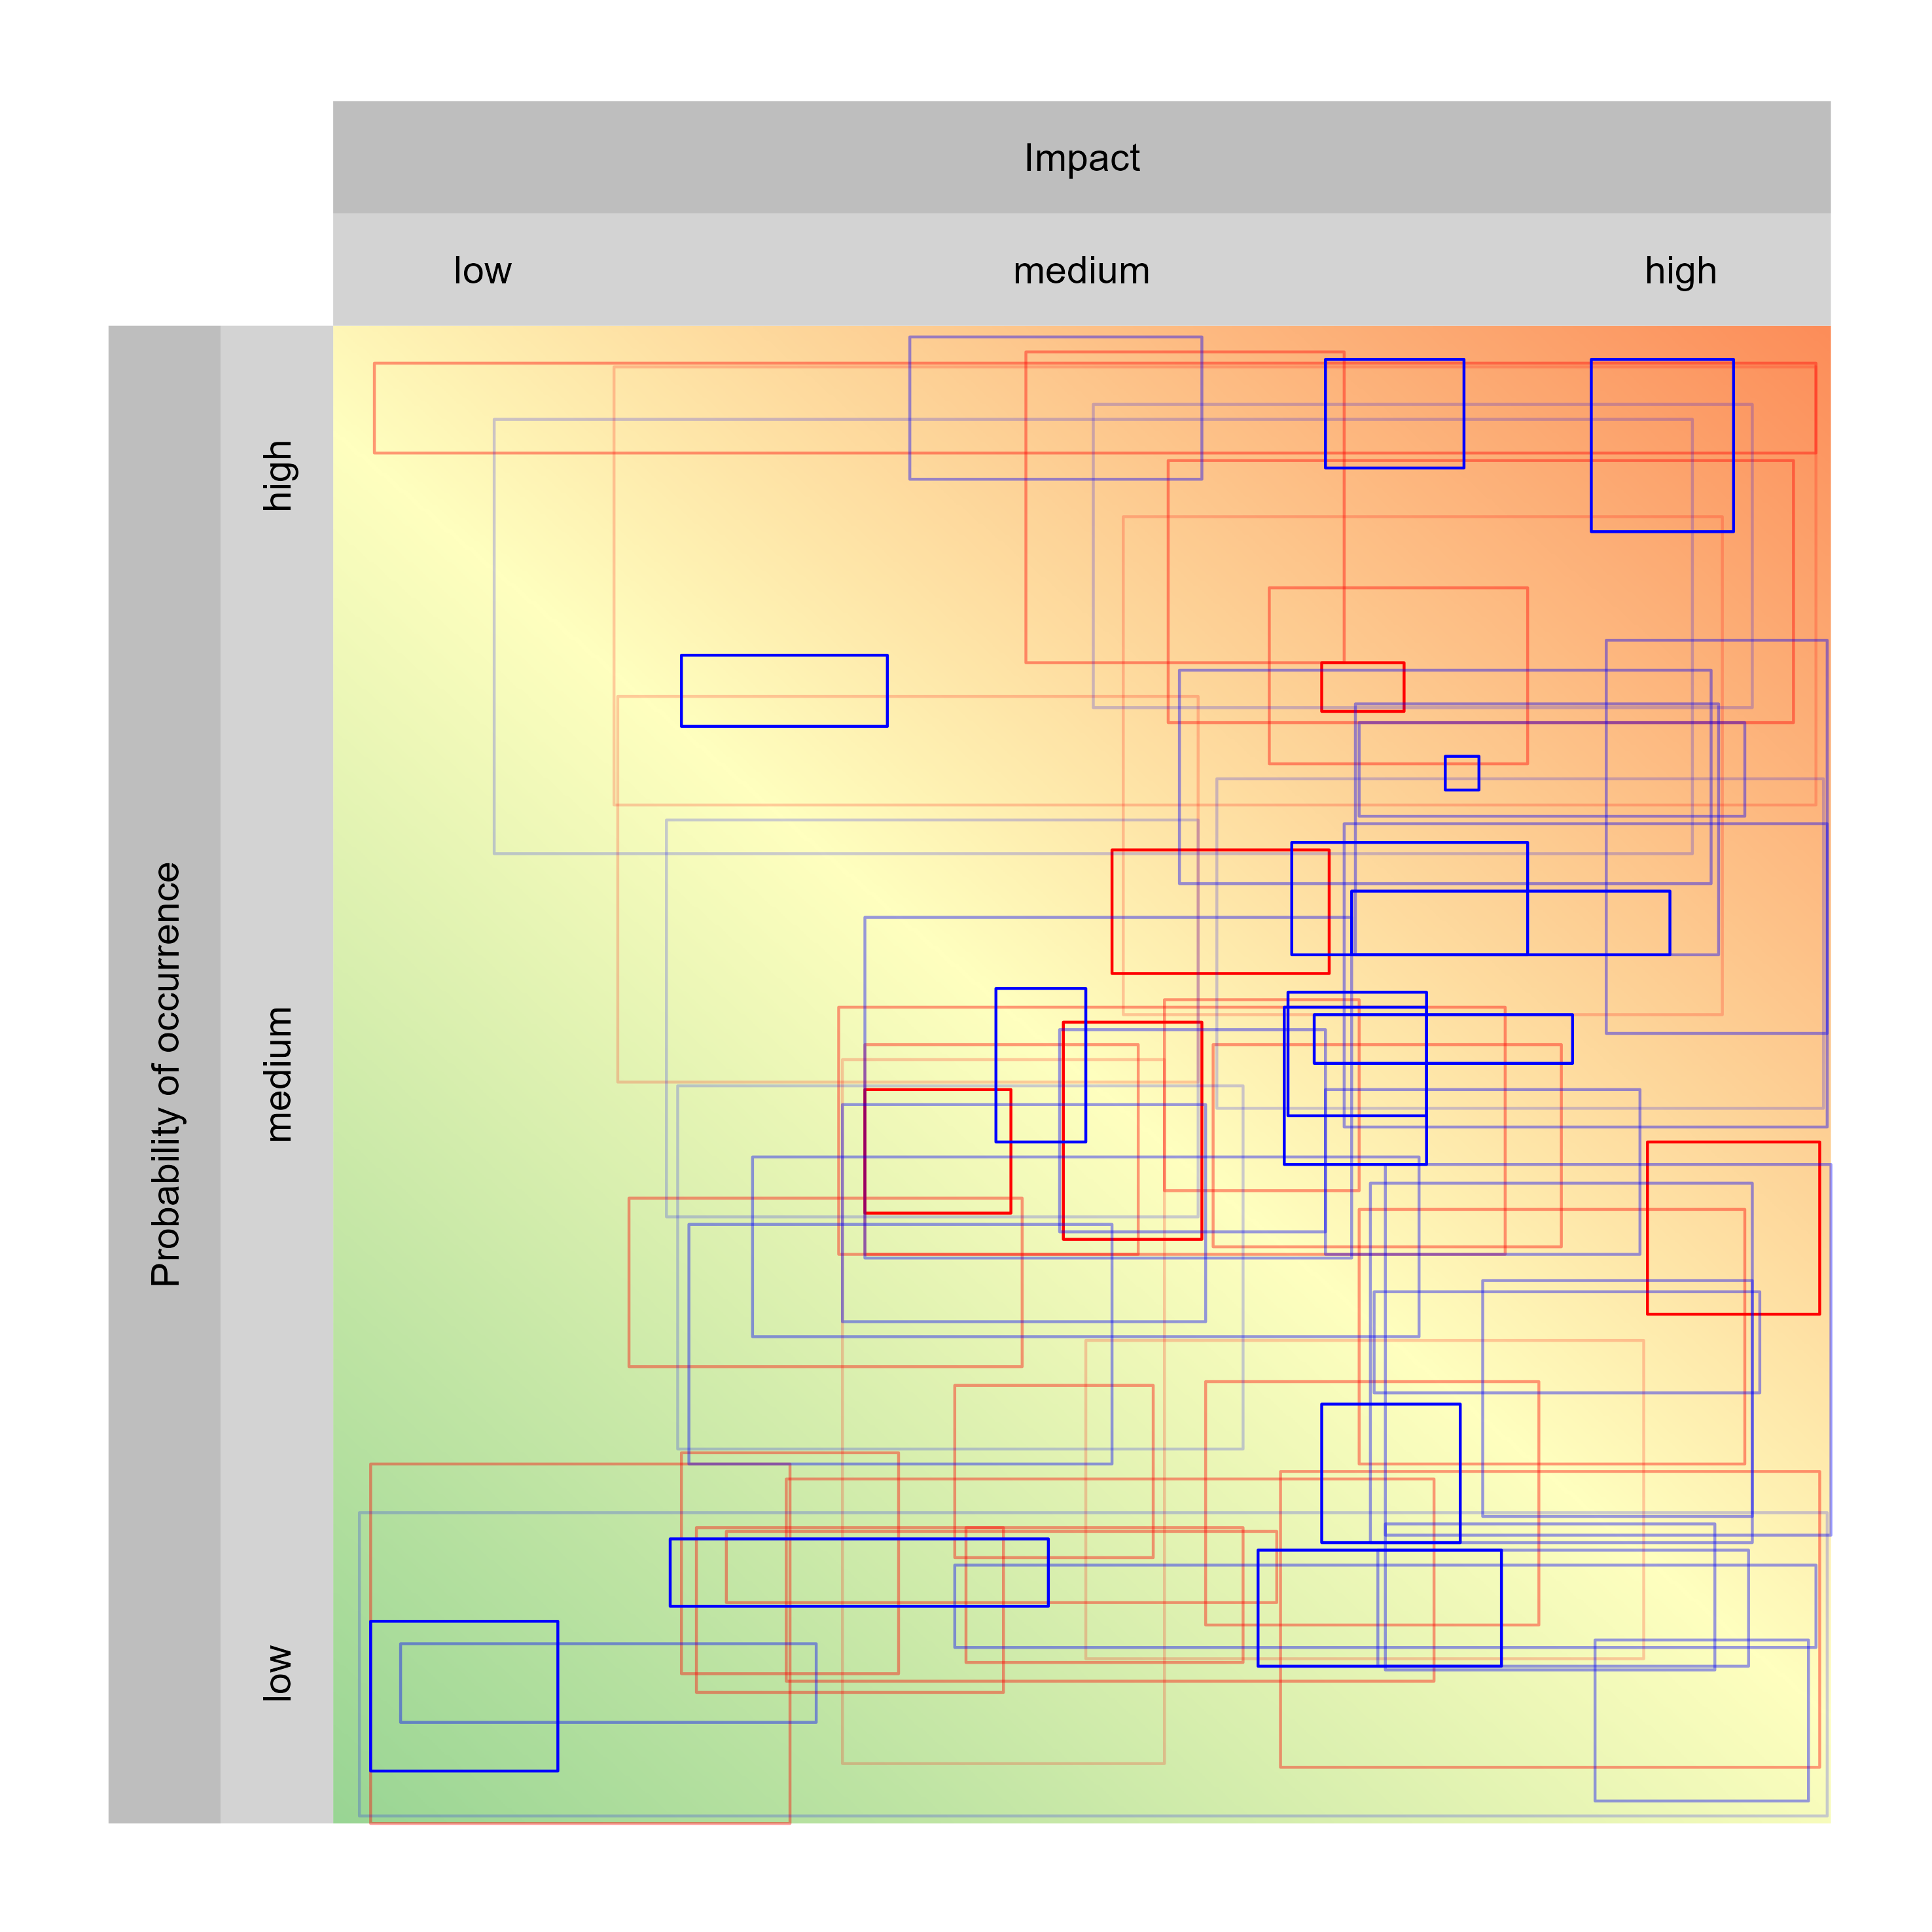 Impact
low medium high
Probability of occurrence
high
medium
low